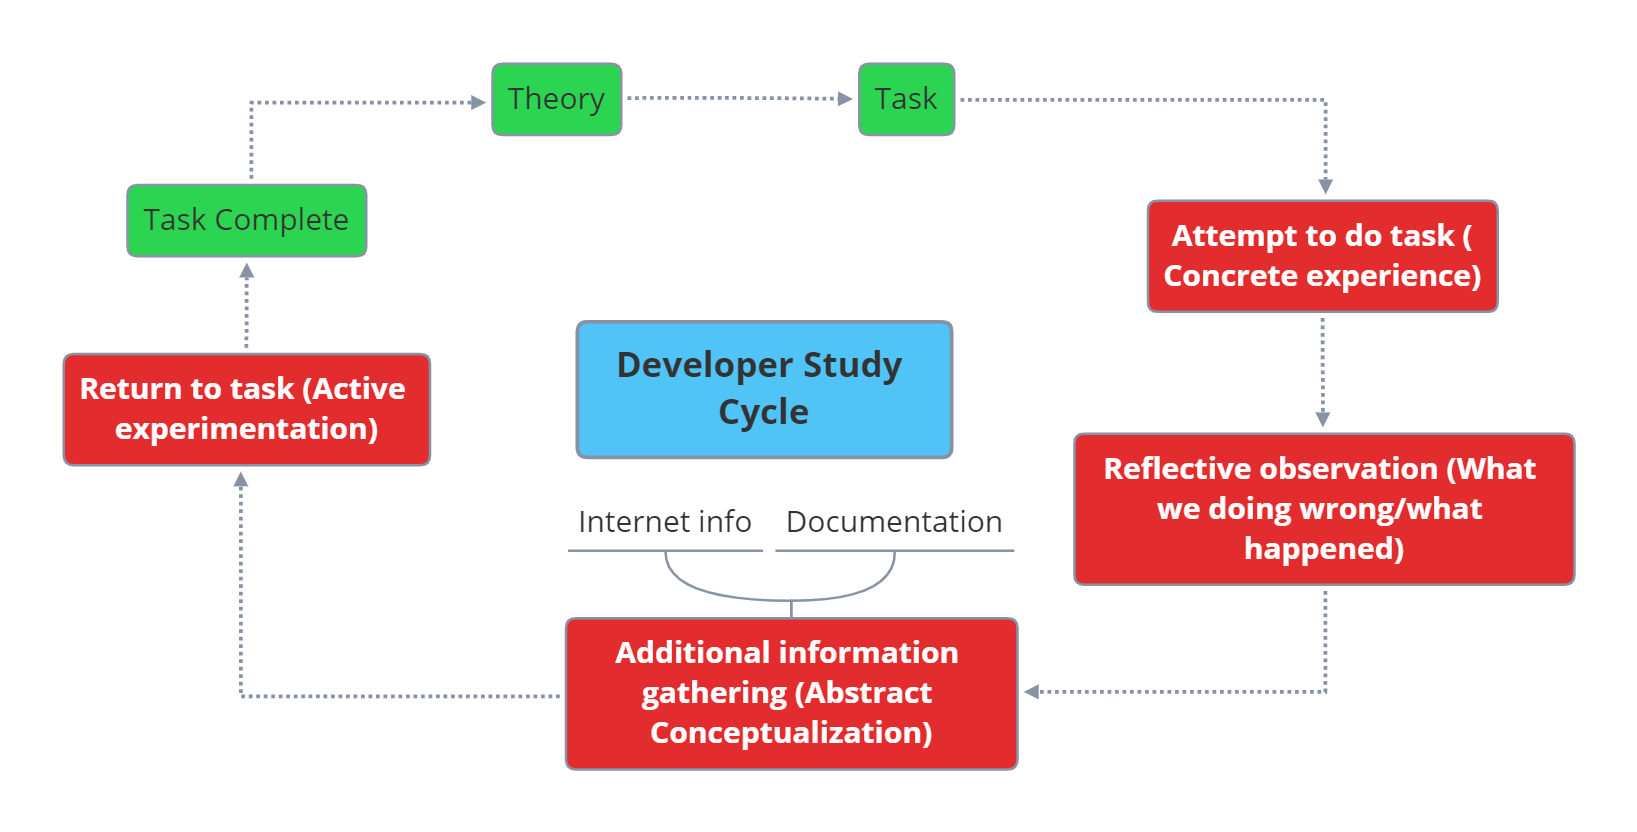 Theory
Task
Task Complete
Attempt to do task (
Concrete experience)
Developer Study
Cycle
Return to task (Active
experimentation)
Reflective observation (What
we doing wrong/what
happened)
Internet info
Documentation
Additional information
gathering (Abstract
Conceptualization)